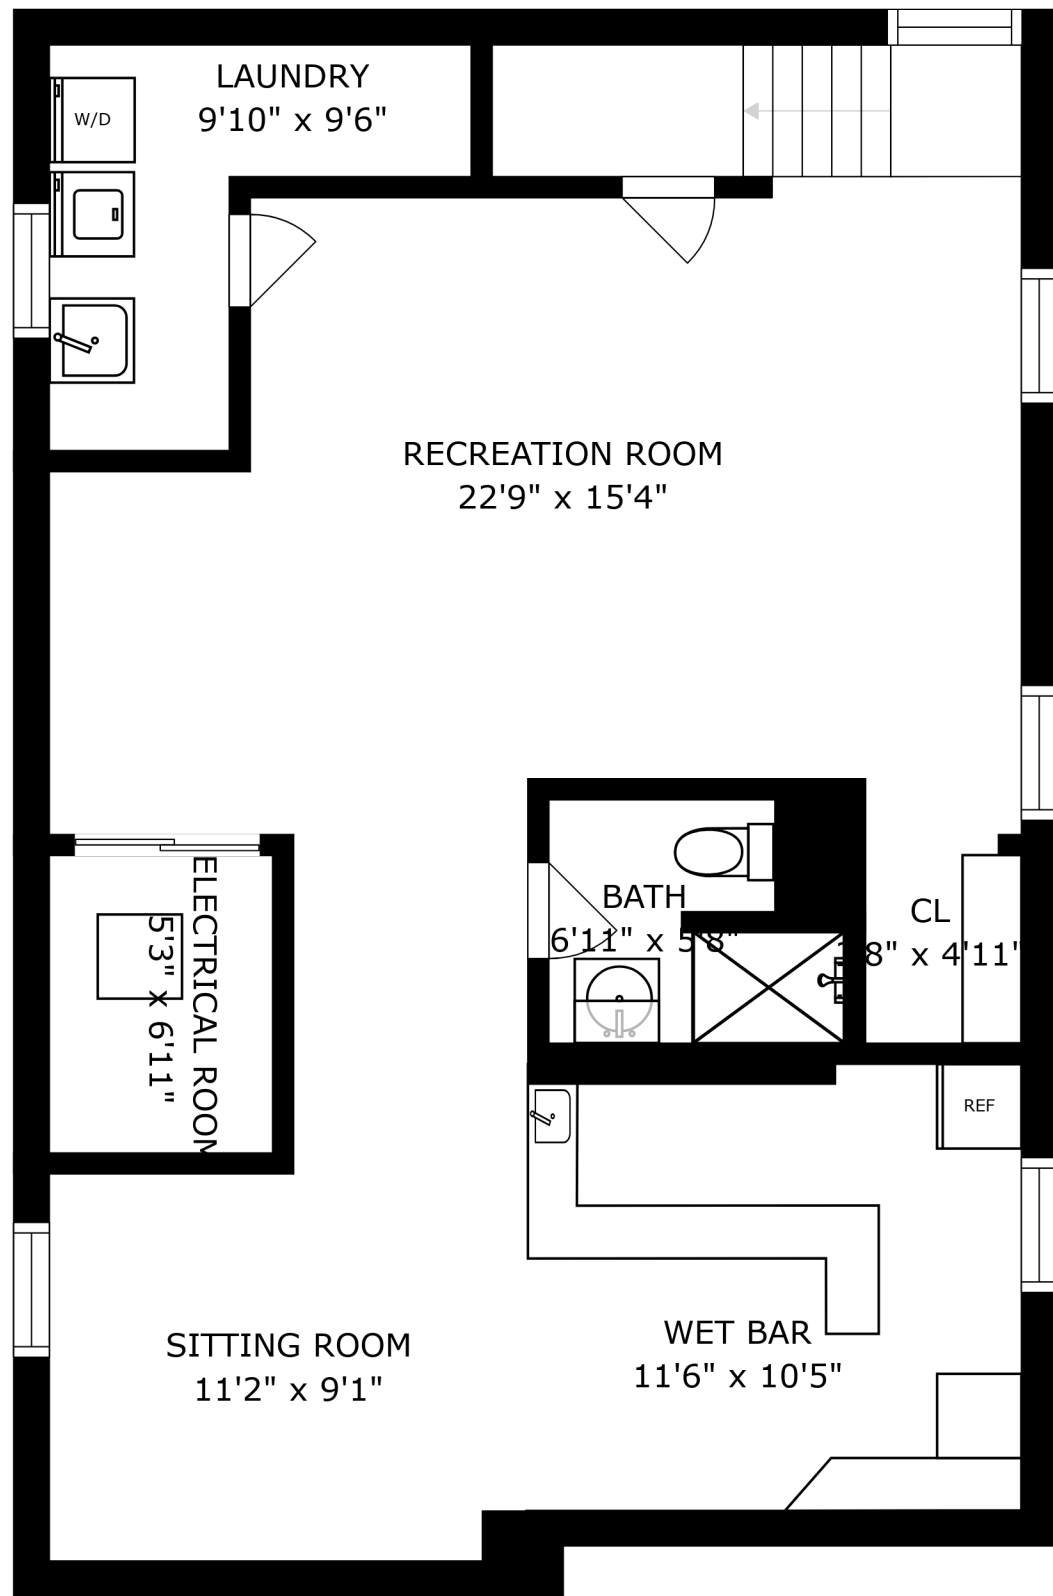 LAUNDRY
9'10" x 9'6"
W/D
RECREATION ROOM
22'9" x 15'4"
ELECTRICAL ROOM
5'3" x 6'11"
BATH
6'11" x 5'8"
CL
8" x 4'11"
REF
SITTING ROOM
11'2" x 9'1"
WET BAR
11'6" x 10'5"